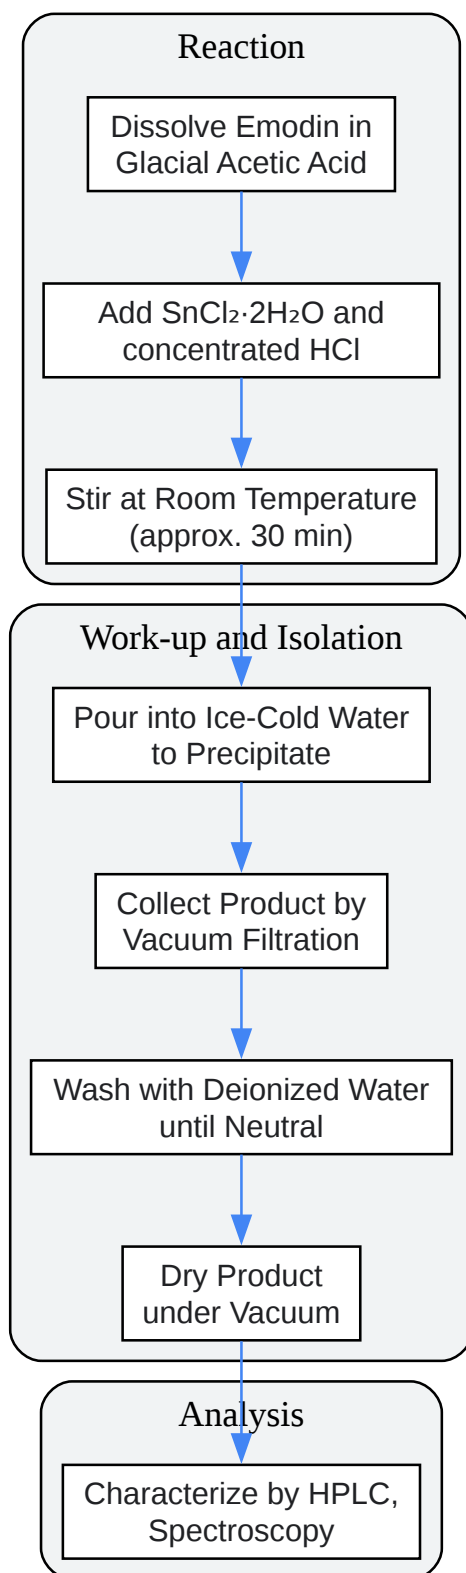 Reaction
Dissolve Emodin in
Glacial Acetic Acid
Add SnCl₂·2H₂O and
concentrated HCl
Stir at Room Temperature
(approx. 30 min)
Work-up and Isolation
Pour into Ice-Cold Water
to Precipitate
Collect Product by
Vacuum Filtration
Wash with Deionized Water
until Neutral
Dry Product
under Vacuum
Analysis
Characterize by HPLC,
Spectroscopy